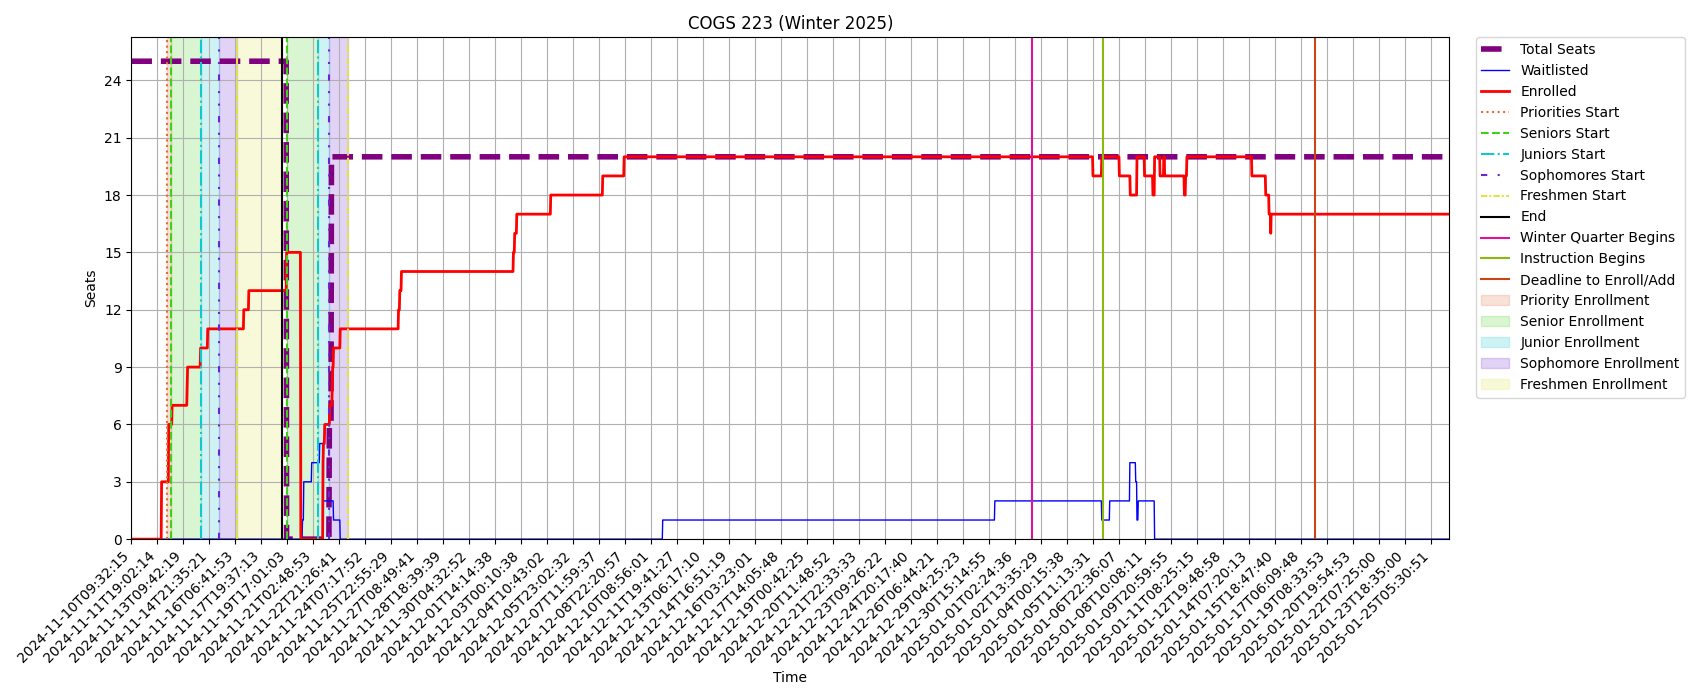 COGS 223 (Winter 2025)
Seats
24
21
18
15
12
9
6
3
0
2024-11-10T09:32:15
2024-11-11T19:02:14
2024-11-13T09:42:19
2024-11-14T21:35:21
2024-11-16T06:41:53
2024-11-17T19:37:13
2024-11-19T17:01:03
2024-11-21T02:48:53
2024-11-22T21:26:41
2024-11-24T07:17:52
2024-11-25T22:55:29
2024-11-27T08:49:41
2024-11-28T18:39:39
2024-11-30T04:32:52
2024-12-01T14:14:38
2024-12-03T00:10:38
2024-12-04T10:43:02
2024-12-05T23:02:32
2024-12-07T11:59:37
2024-12-08T22:20:57
2024-12-10T08:56:01
2024-12-11T19:41:27
2024-12-13T06:17:10
2024-12-14T16:51:19
2024-12-16T03:23:01
2024-12-17T14:05:48
2024-12-19T00:42:25
2024-12-20T11:48:52
2024-12-21T22:33:33
2024-12-23T09:26:22
2024-12-24T20:17:40
2024-12-26T06:44:21
2024-12-29T04:25:23
2024-12-30T15:14:55
2025-01-01T02:24:36
2025-01-02T13:35:29
2025-01-04T00:15:38
2025-01-05T11:13:31
2025-01-06T22:36:07
2025-01-08T10:08:11
2025-01-09T20:59:55
2025-01-11T08:25:15
2025-01-12T19:48:58
2025-01-14T07:20:13
2025-01-15T18:47:40
2025-01-17T06:09:48
2025-01-19T08:33:53
2025-01-20T19:54:53
2025-01-22T07:25:00
2025-01-23T18:35:00
2025-01-25T05:30:51
Time
Total Seats
Waitlisted
Enrolled
Priorities Start
Seniors Start
Juniors Start
Sophomores Start
Freshmen Start
End
Winter Quarter Begins
Instruction Begins
Deadline to Enroll/Add
Priority Enrollment
Senior Enrollment
Junior Enrollment
Sophomore Enrollment
Freshmen Enrollment